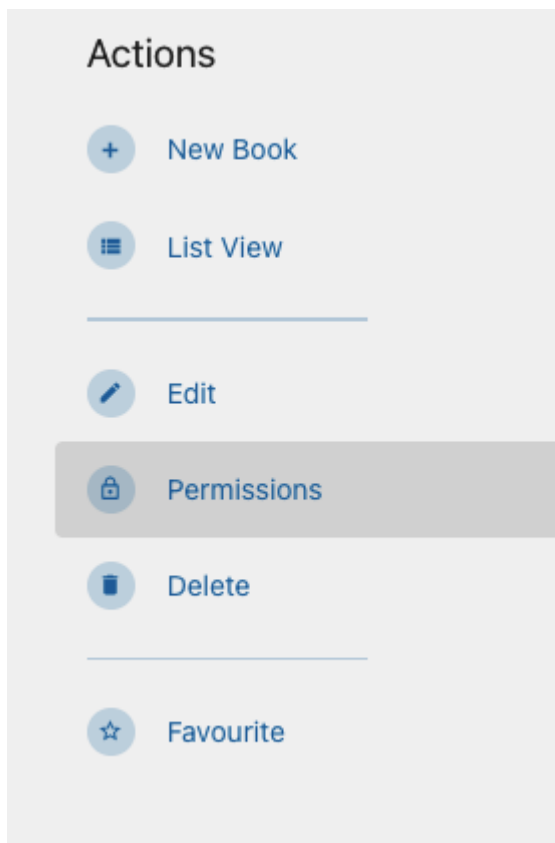 Actions
New Book
List View
Edit
Permissions
Delete
Favourite